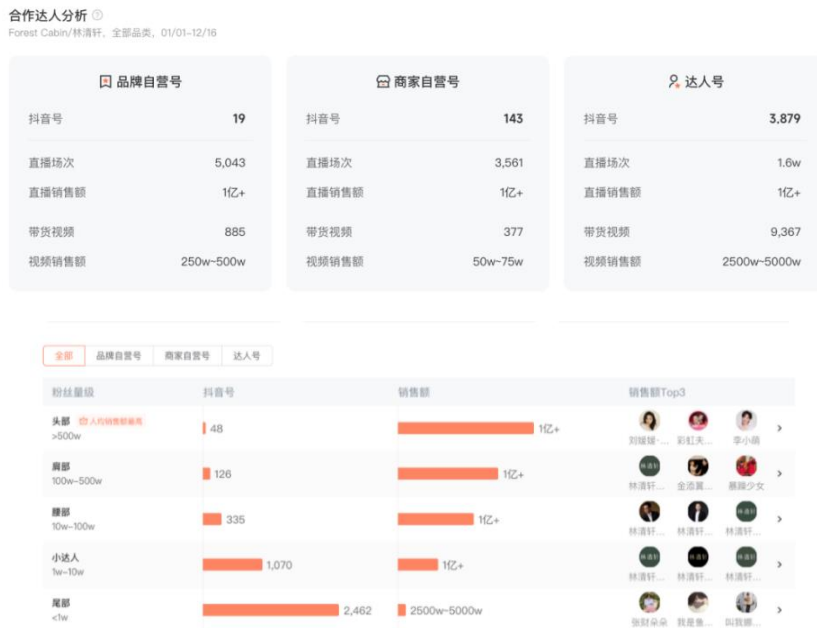 合作达人分析
Forest Cabin/林清轩，全部品类，01/01-12/16
品牌自营号
抖音号 19
直播场次 5,043
直播销售额 1亿+
带货视频 885
视频销售额 250w~500w
商家自营号
抖音号 143
直播场次 3,561
直播销售额 1亿+
带货视频 377
视频销售额 50w~75w
达人号
抖音号 3,879
直播场次 1.6w
直播销售额 1亿+
带货视频 9,367
视频销售额 2500w~5000w
全部 品牌自营号 商家自营号 达人号
粉丝量级 抖音号 销售额 销售额Top3
头部 人均销售额最高
>500w
48 1亿+
刘媛媛·... 彩虹夫... 李小萌
肩部
100w~500w
126 1亿+
林清轩... 金添翼... 暴躁少女
腰部
10w~100w
335 1亿+
林清轩... 林清轩... 林清轩...
小达人
1w~10w
1,070 1亿+
林清轩... 林清轩... 林清轩...
尾部
<1w
2,462 2500w~5000w
张财朵朵 我是鱼... 叫我娜...